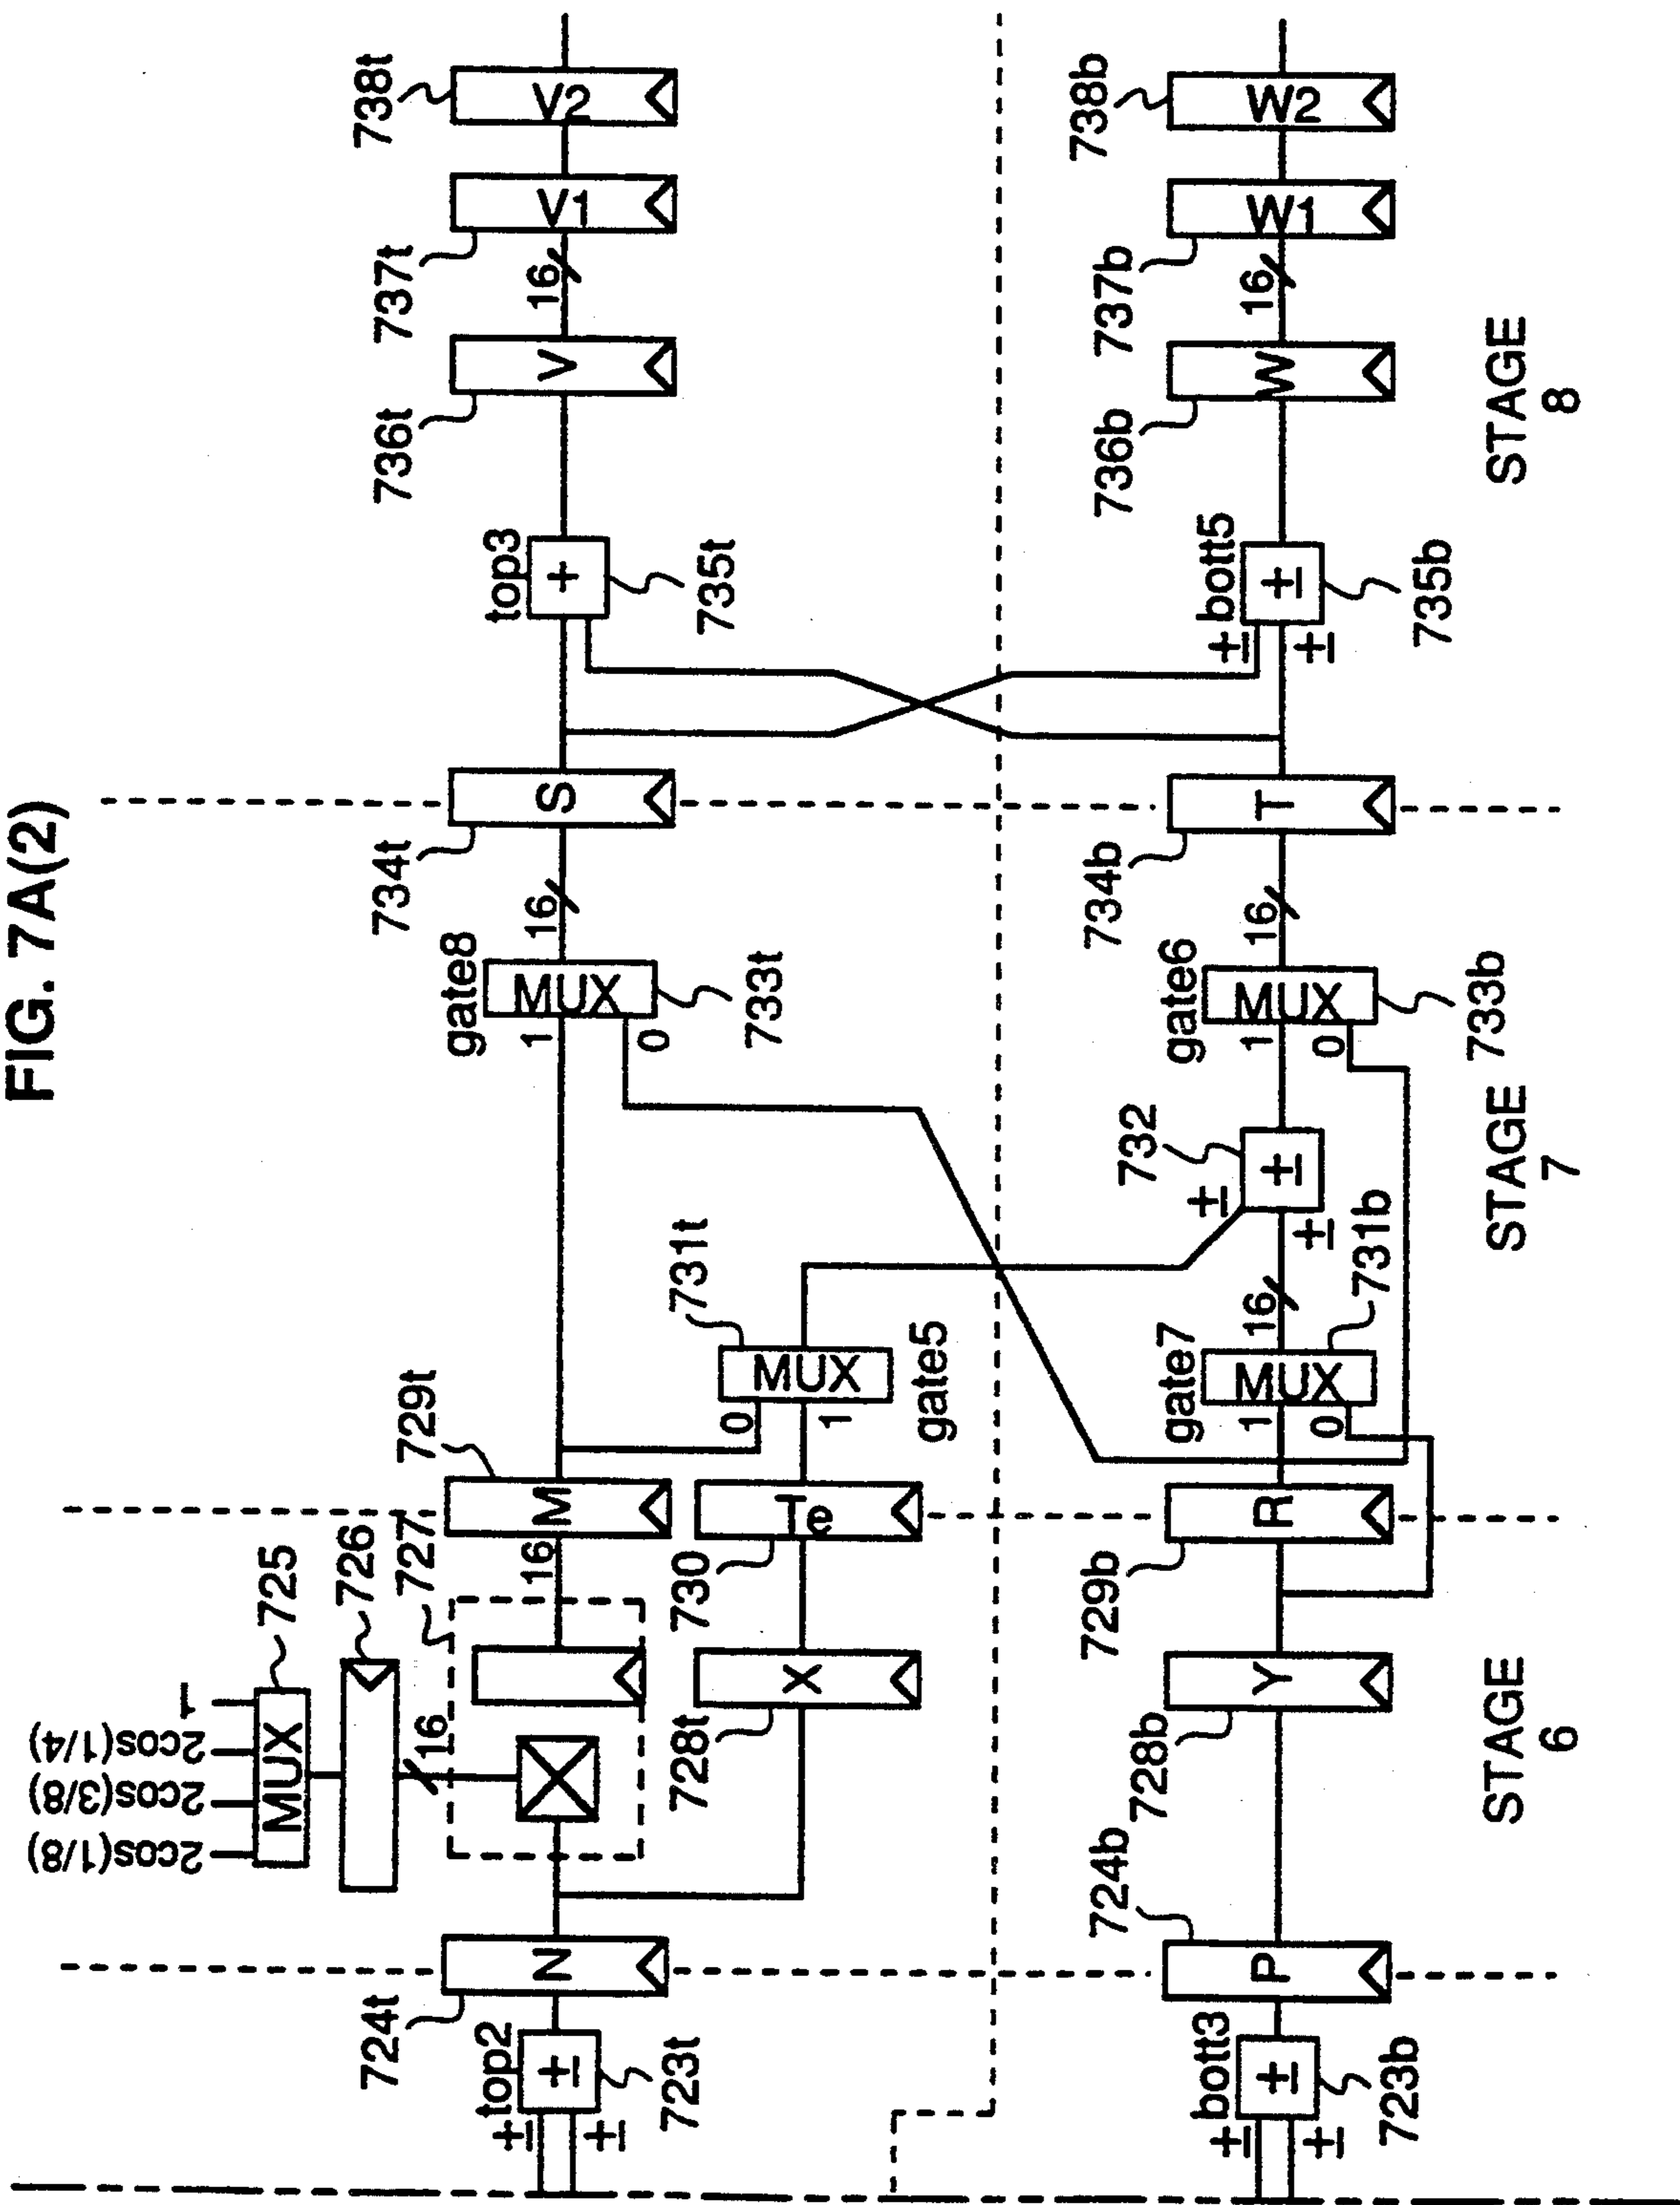 FIG. 7A(2)
1
2cos(1/4)
2cos(3/8)
2cos(1/8)
MUX
725
726
727
16
724t
N
top2
±
±
±
723t
16
M
729t
728t
X
730
Te
0
1
MUX
731t
gate5
gate8
1
MUX
0
733t
16
734t
S
top3
+
735t
736t
V
16
737t
V1
738t
V2
bott3
±
±
±
723b
724b
P
728b
Y
729b
R
gate7
1
MUX
0
731b
16
732
±
±
±
gate6
1
MUX
0
733b
16
734b
T
bott5
±
±
±
735b
736b
W
16
737b
W1
738b
W2
STAGE
6
STAGE
7
STAGE
8